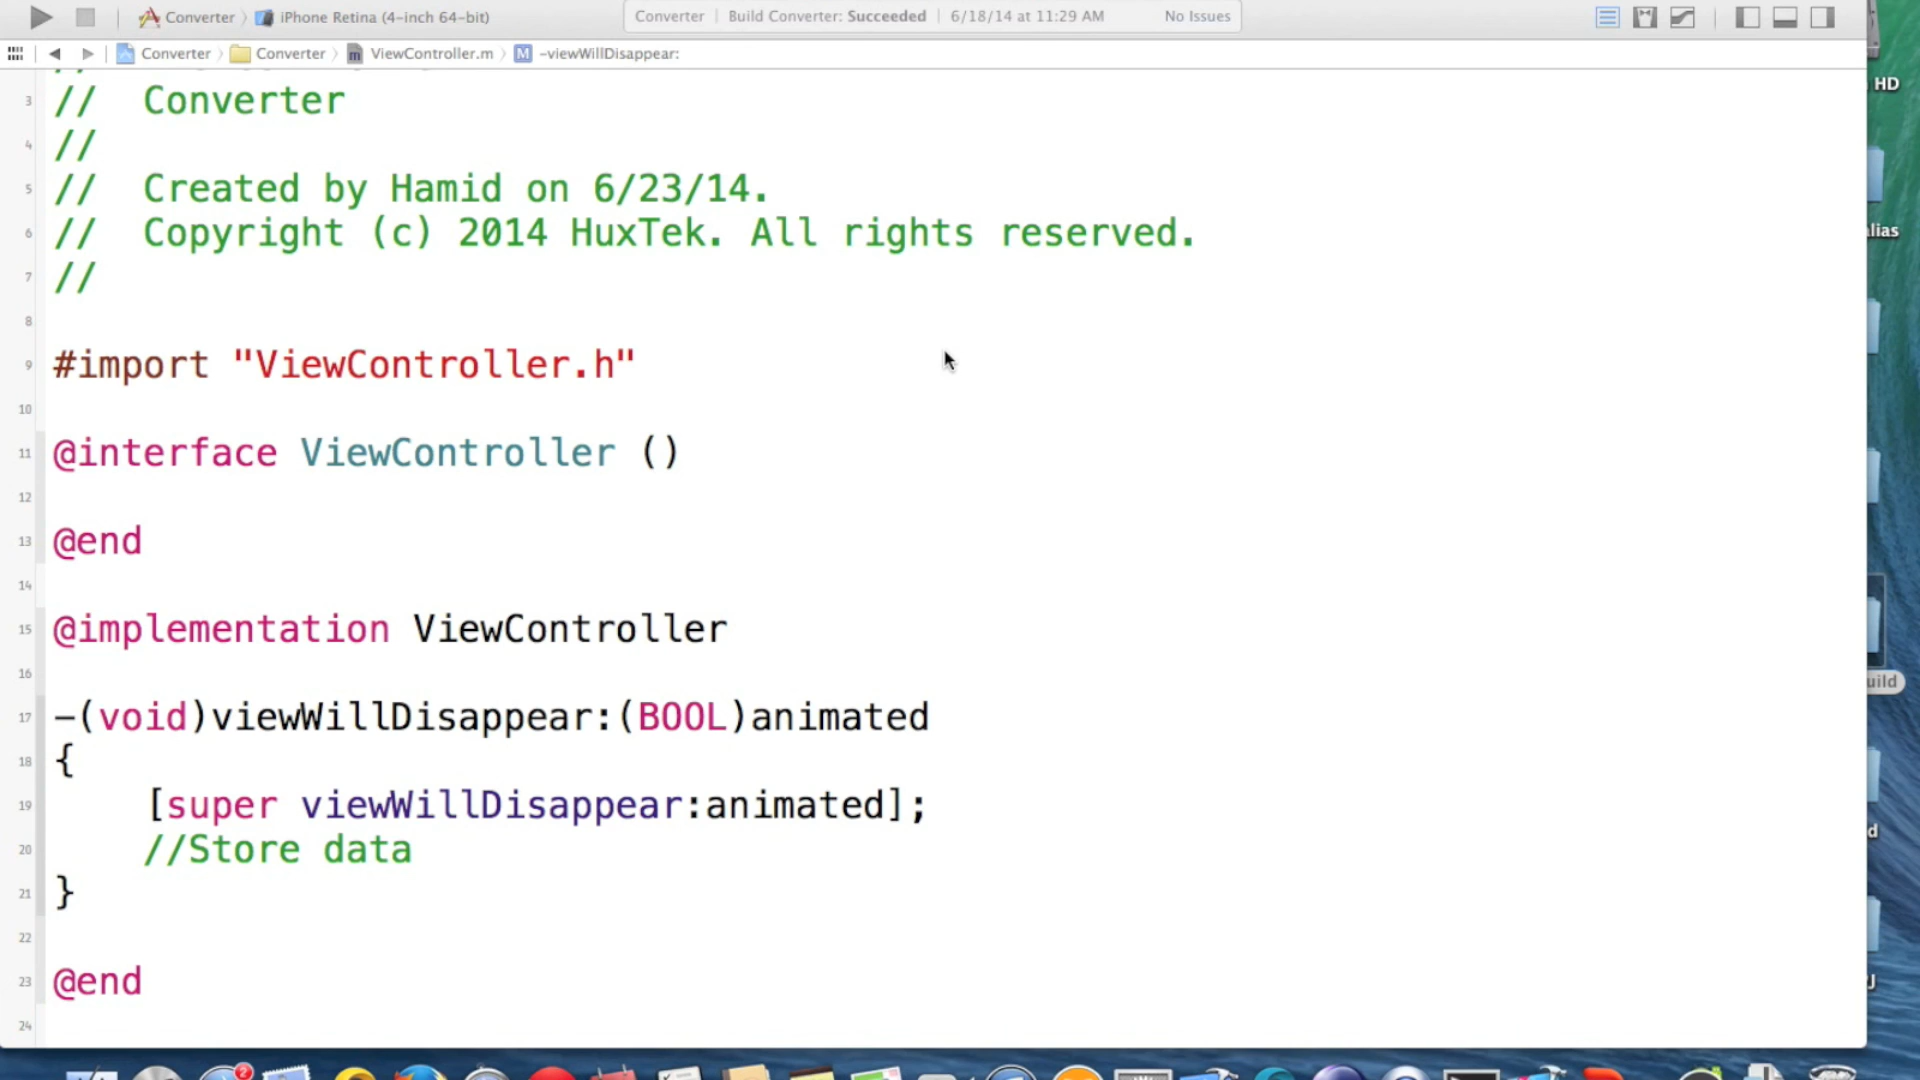 Converter › iPhone Retina (4-inch 64-bit)
Converter | Build Converter: Succeeded | 6/18/14 at 11:29 AM No Issues
Converter › Converter › ViewController.m › M -viewWillDisappear:
3 // Converter
4 //
5 // Created by Hamid on 6/23/14.
6 // Copyright (c) 2014 HuxTek. All rights reserved.
7 //
8
9 #import "ViewController.h"
10
11 @interface ViewController ()
12
13 @end
14
15 @implementation ViewController
16
17 -(void)viewWillDisappear:(BOOL)animated
18 {
19 [super viewWillDisappear:animated];
20 //Store data
21 }
22
23 @end
24
HD
lias
uild
d
J
2